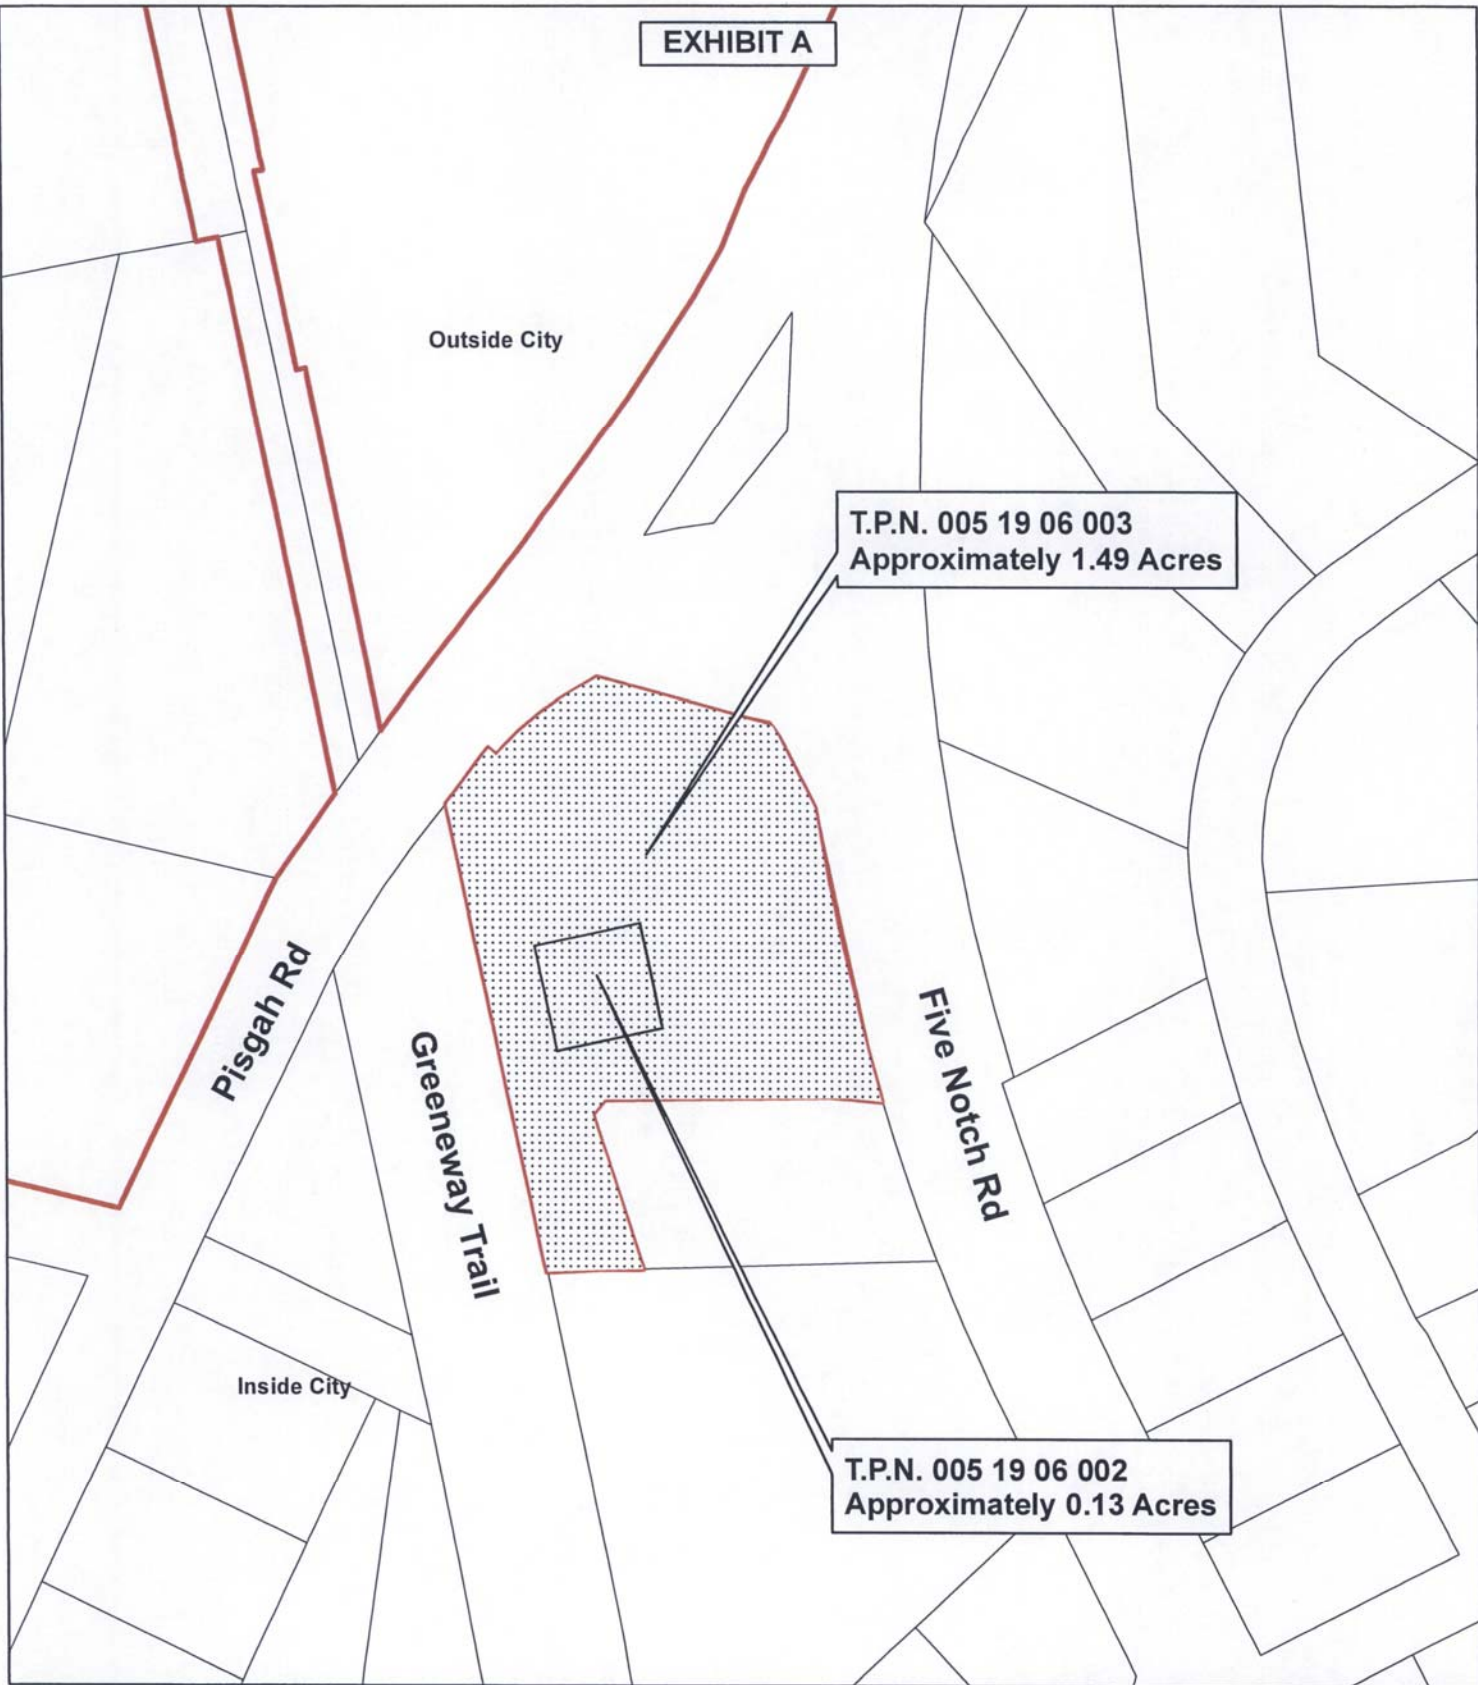 EXHIBIT A
Outside City
T.P.N. 005 19 06 003
Approximately 1.49 Acres
Pisgah Rd
Greeneway Trail
Five Notch Rd
Inside City
T.P.N. 005 19 06 002
Approximately 0.13 Acres